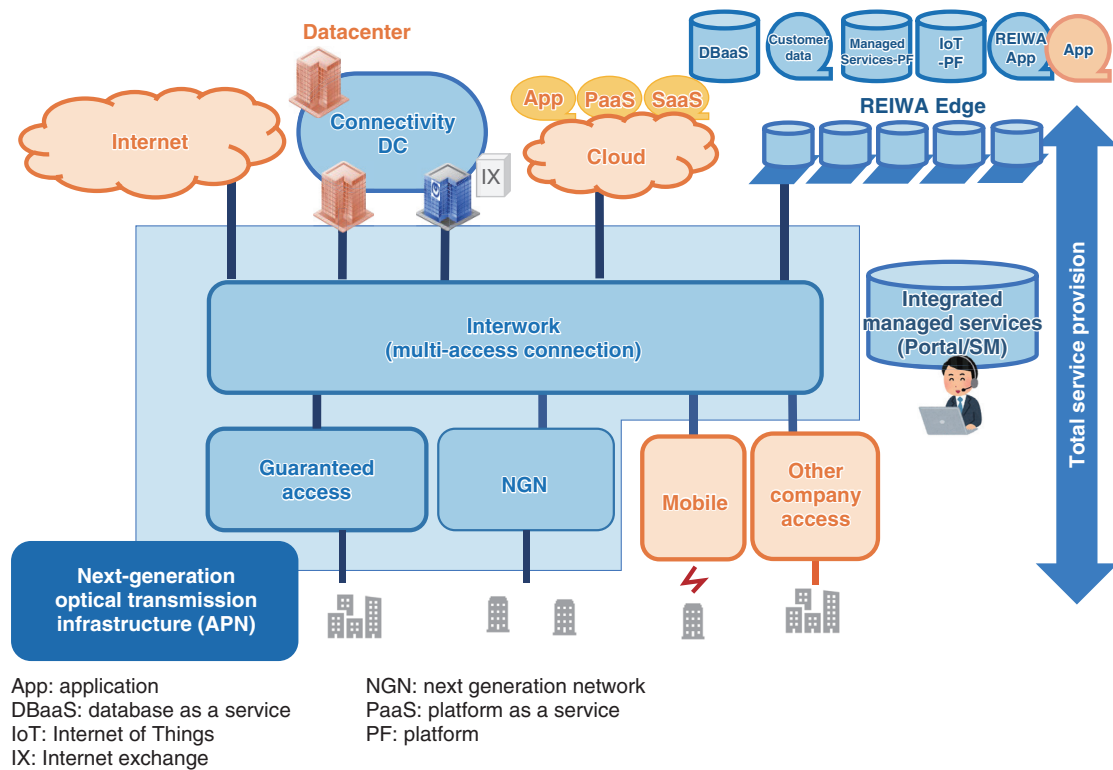 Datacenter
DBaaS
Customer
data
Managed
Services-PF
IoT
-PF
REIWA
App
App
Internet
Connectivity
DC
IX
App
PaaS
SaaS
Cloud
REIWA Edge
Interwork
(multi-access connection)
Integrated
managed services
(Portal/SM)
Total service provision
Guaranteed
access
NGN
Mobile
Other
company
access
Next-generation
optical transmission
infrastructure (APN)
App: application
DBaaS: database as a service
IoT: Internet of Things
IX: Internet exchange
NGN: next generation network
PaaS: platform as a service
PF: platform